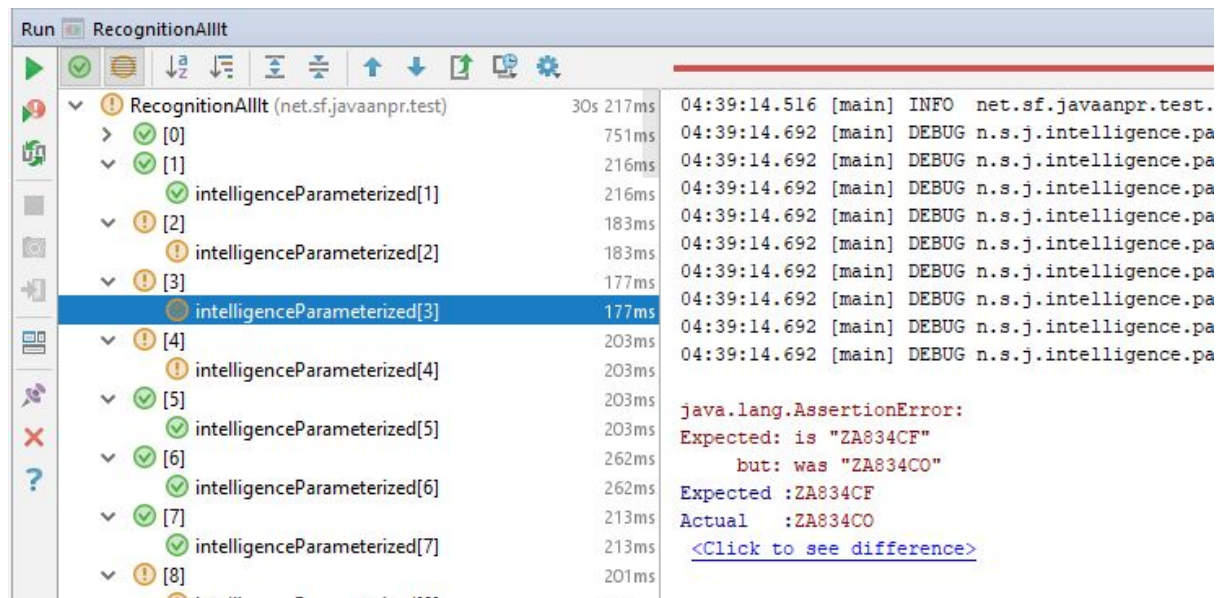 Run RecognitionAllIt
RecognitionAllIt (net.sf.javaanpr.test) 30s 217ms
[0] 751ms
[1] 216ms
intelligenceParameterized[1] 216ms
[2] 183ms
intelligenceParameterized[2] 183ms
[3] 177ms
intelligenceParameterized[3] 177ms
[4] 203ms
intelligenceParameterized[4] 203ms
[5] 203ms
intelligenceParameterized[5] 203ms
[6] 262ms
intelligenceParameterized[6] 262ms
[7] 213ms
intelligenceParameterized[7] 213ms
[8] 201ms
04:39:14.516 [main] INFO net.sf.javaanpr.test.
04:39:14.692 [main] DEBUG n.s.j.intelligence.pa
04:39:14.692 [main] DEBUG n.s.j.intelligence.pa
04:39:14.692 [main] DEBUG n.s.j.intelligence.pa
04:39:14.692 [main] DEBUG n.s.j.intelligence.pa
04:39:14.692 [main] DEBUG n.s.j.intelligence.pa
04:39:14.692 [main] DEBUG n.s.j.intelligence.pa
04:39:14.692 [main] DEBUG n.s.j.intelligence.pa
04:39:14.692 [main] DEBUG n.s.j.intelligence.pa
04:39:14.692 [main] DEBUG n.s.j.intelligence.pa
java.lang.AssertionError:
Expected: is "ZA834CF"
but: was "ZA834CO"
Expected :ZA834CF
Actual :ZA834CO
<Click to see difference>